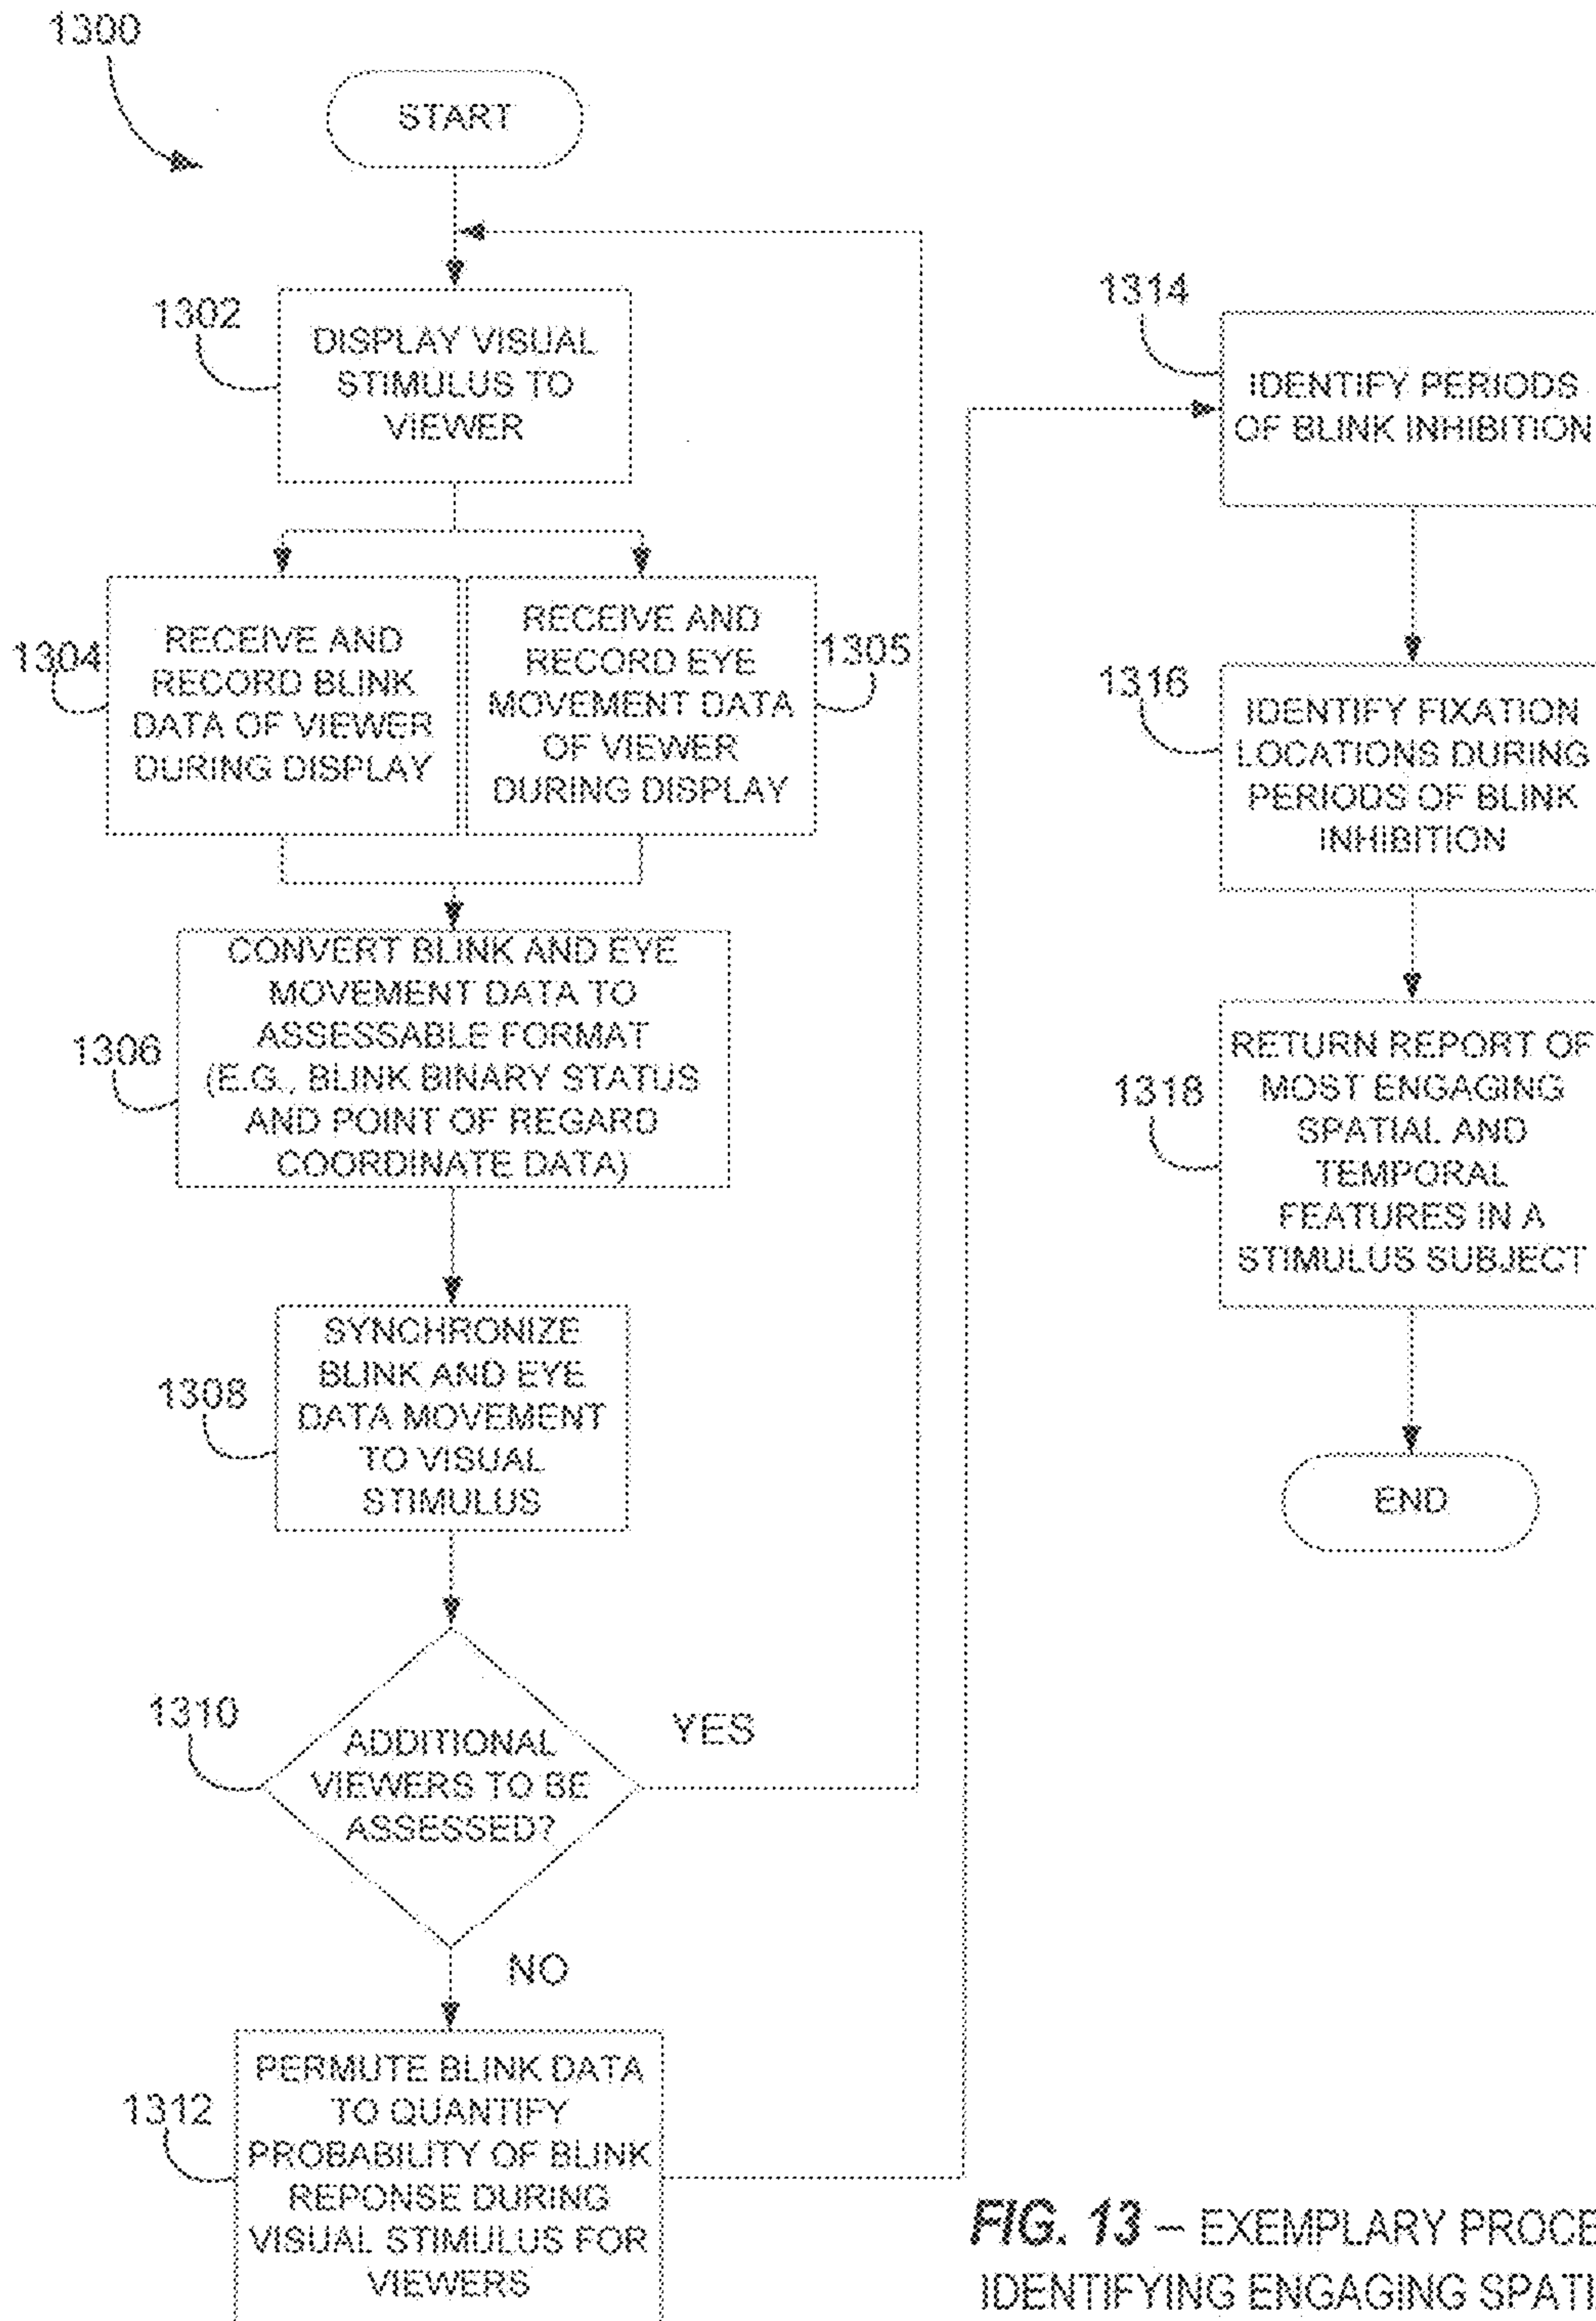 1300
START
1302
DISPLAY VISUAL
STIMULUS TO
VIEWER
1304
RECEIVE AND
RECORD BLINK
DATA OF VIEWER
DURING DISPLAY
RECEIVE AND
RECORD EYE
MOVEMENT DATA
OF VIEWER
DURING DISPLAY
1305
1306
CONVERT BLINK AND EYE
MOVEMENT DATA TO
ASSESSABLE FORMAT
(E.G., BLINK BINARY STATUS
AND POINT OF REGARD
COORDINATE DATA)
1308
SYNCHRONIZE
BLINK AND EYE
DATA MOVEMENT
TO VISUAL
STIMULUS
1310
ADDITIONAL
VIEWERS TO BE
ASSESSED?
YES
NO
1312
PERMUTE BLINK DATA
TO QUANTIFY
PROBABILITY OF BLINK
REPONSE DURING
VISUAL STIMULUS FOR
VIEWERS
1314
IDENTIFY PERIODS
OF BLINK INHIBITION
1316
IDENTIFY FIXATION
LOCATIONS DURING
PERIODS OF BLINK
INHIBITION
1318
RETURN REPORT OF
MOST ENGAGING
SPATIAL AND
TEMPORAL
FEATURES IN A
STIMULUS SUBJECT
END
FIG. 13 – EXEMPLARY PROCE
IDENTIFYING ENGAGING SPATI